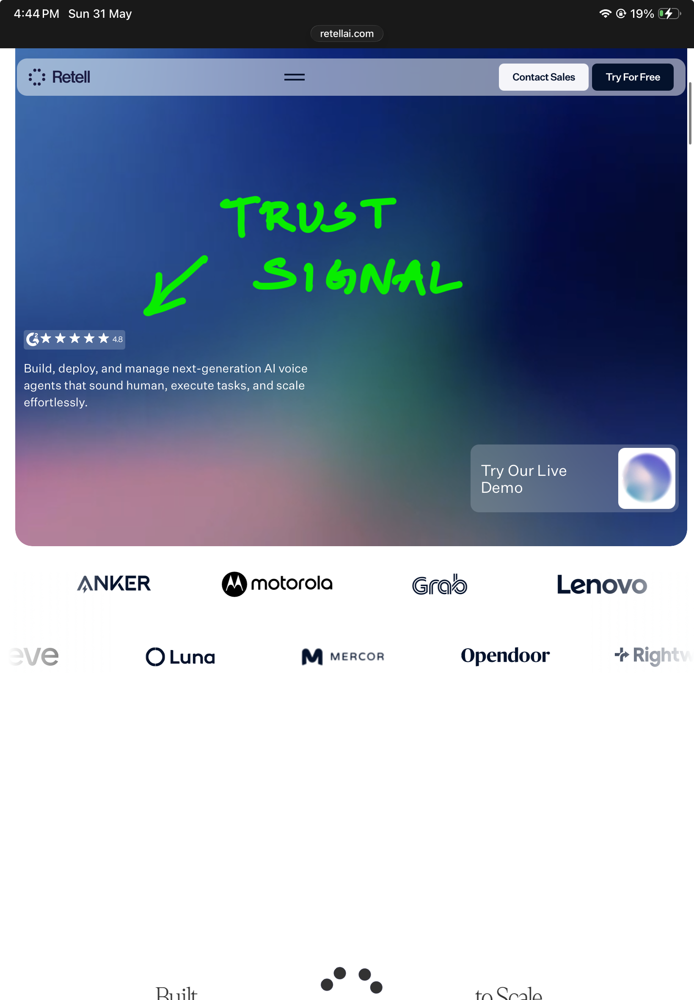 4:44 PM Sun 31 May
19%
retellai.com
Retell
Contact Sales
Try For Free
TRUST
SIGNAL
G2 4.8
Build, deploy, and manage next-generation AI voice
agents that sound human, execute tasks, and scale
effortlessly.
Try Our Live
Demo
ANKER
motorola
Grab
Lenovo
eve
Luna
MERCOR
Opendoor
Rightw
Built
to Scale